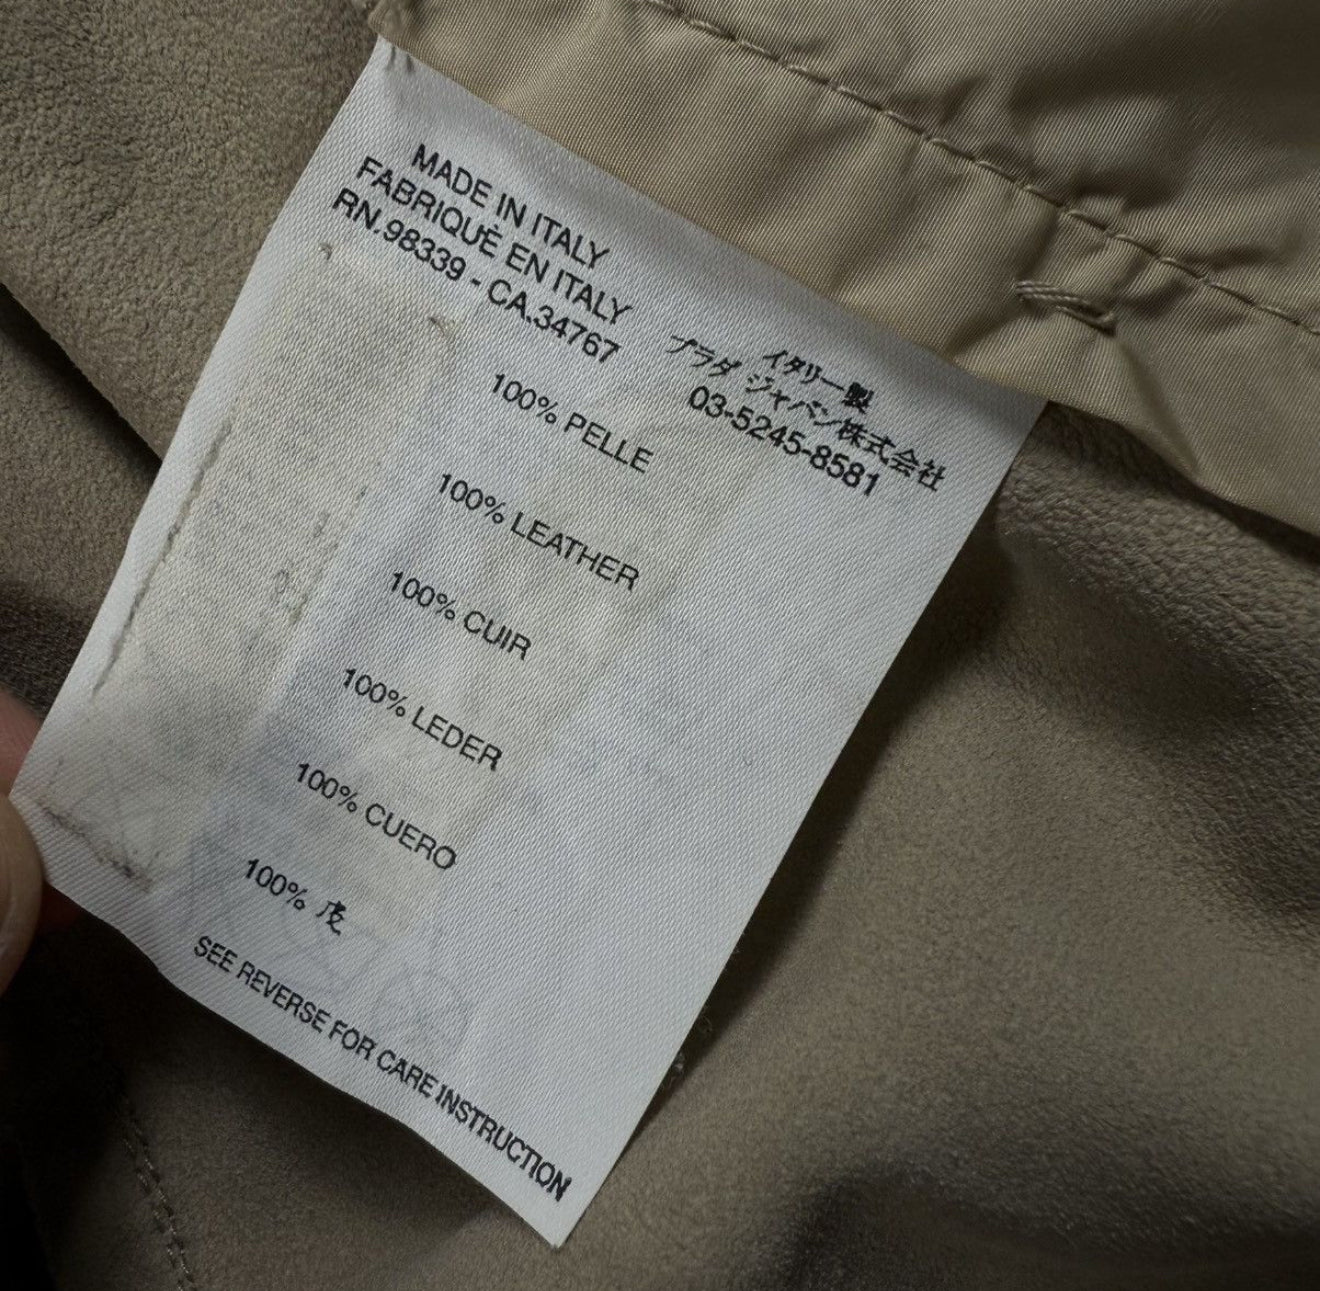 MADE IN ITALY
FABRIQUÈ EN ITALY
RN.98339 - CA.34767
イタリー製
プラダ ジャパン株式会社
03-5245-8581
100% PELLE
100% LEATHER
100% CUIR
100% LEDER
100% CUERO
100%
SEE REVERSE FOR CARE INSTRUCTION